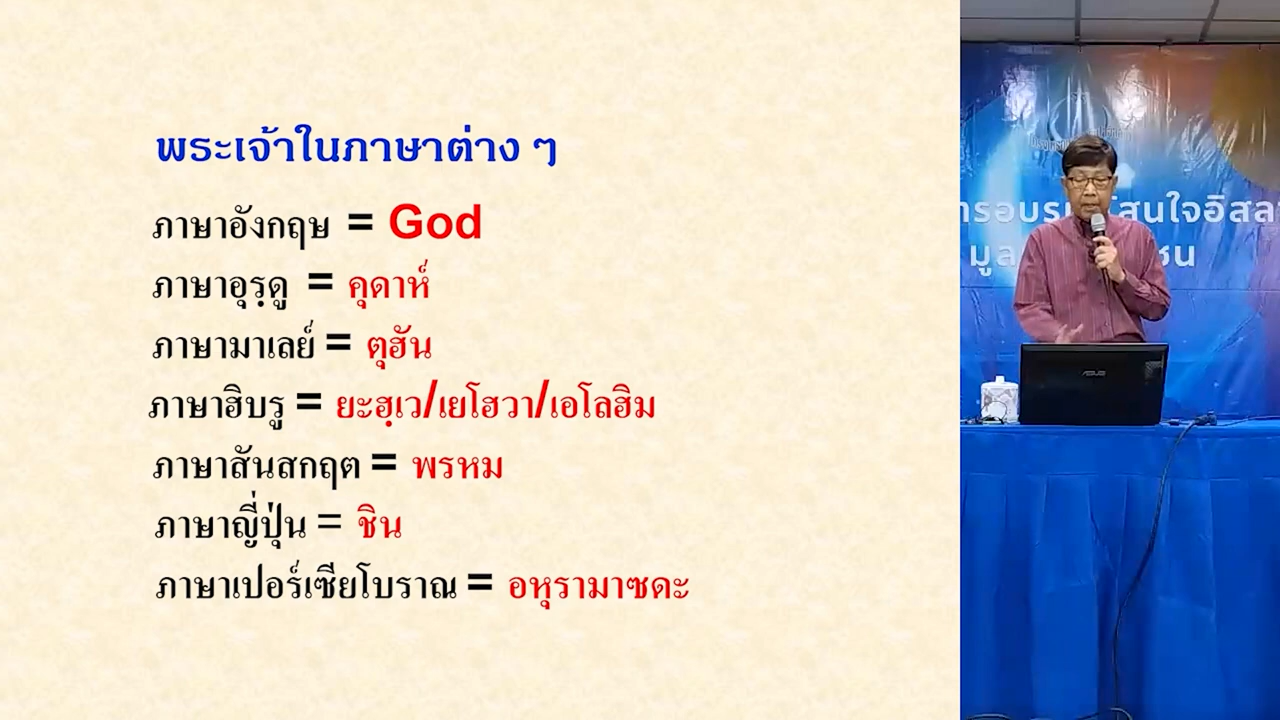 พระเจ้าในภาษาต่าง ๆ
ภาษาอังกฤษ = God
ภาษาอุรฺดู = คุดาห์
ภาษามาเลย์ = ตุฮัน
ภาษาฮิบรู = ยะฮฺเว/เยโฮวา/เอโลฮิม
ภาษาสันสกฤต = พรหม
ภาษาญี่ปุ่น = ชิน
ภาษาเปอร์เซียโบราณ = อหุรามาซดะ
ASUS